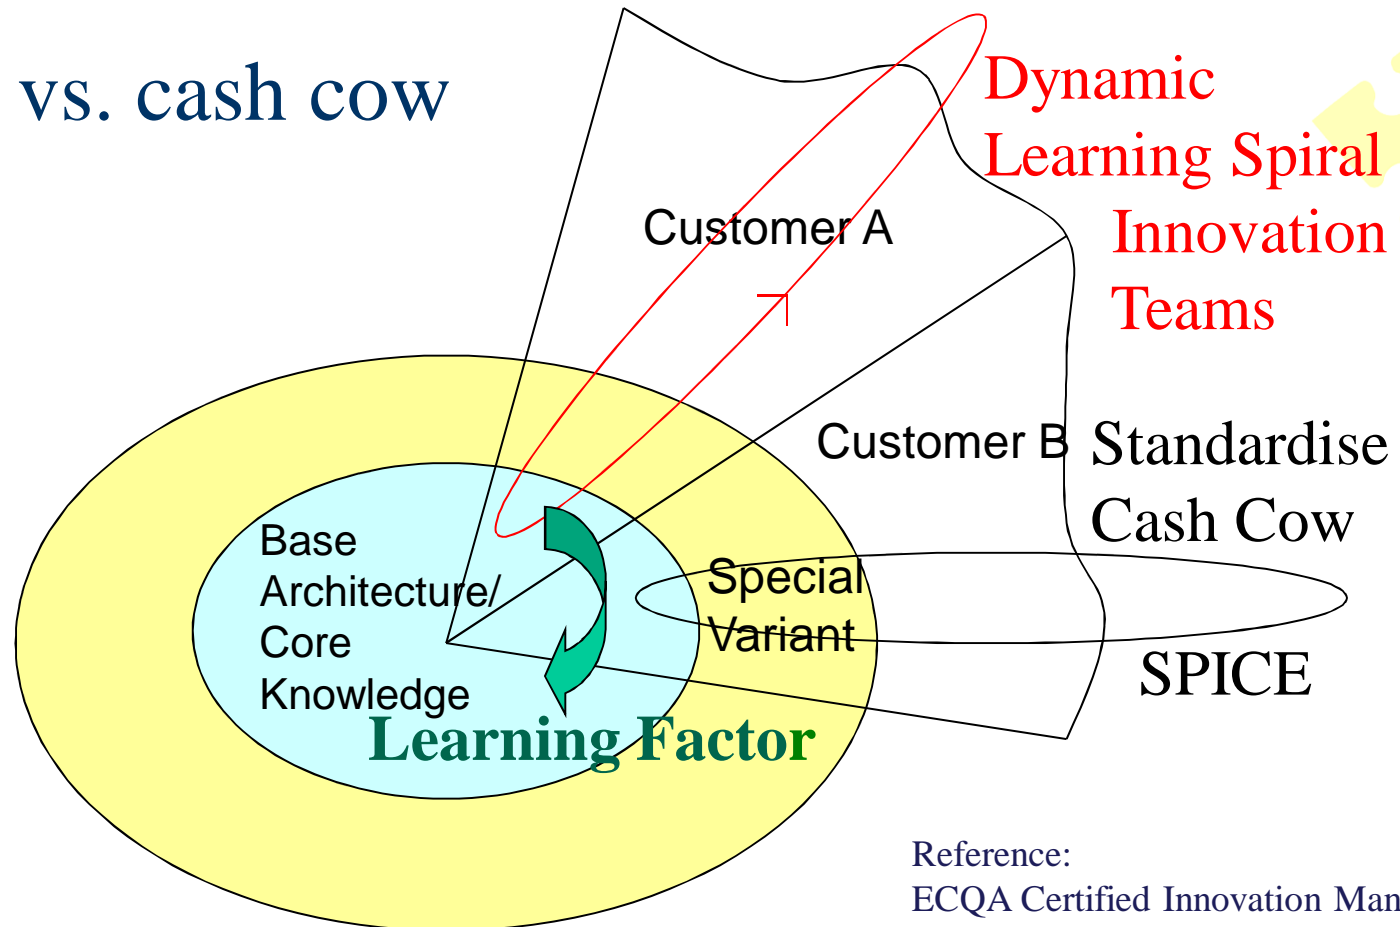 vs. cash cow
Dynamic
Learning Spiral
Innovation
Teams
Customer A
Customer B
Standardise
Cash Cow
Base
Architecture/
Core
Knowledge
Special
Variant
SPICE
Learning Factor
Reference:
ECQA Certified Innovation Man